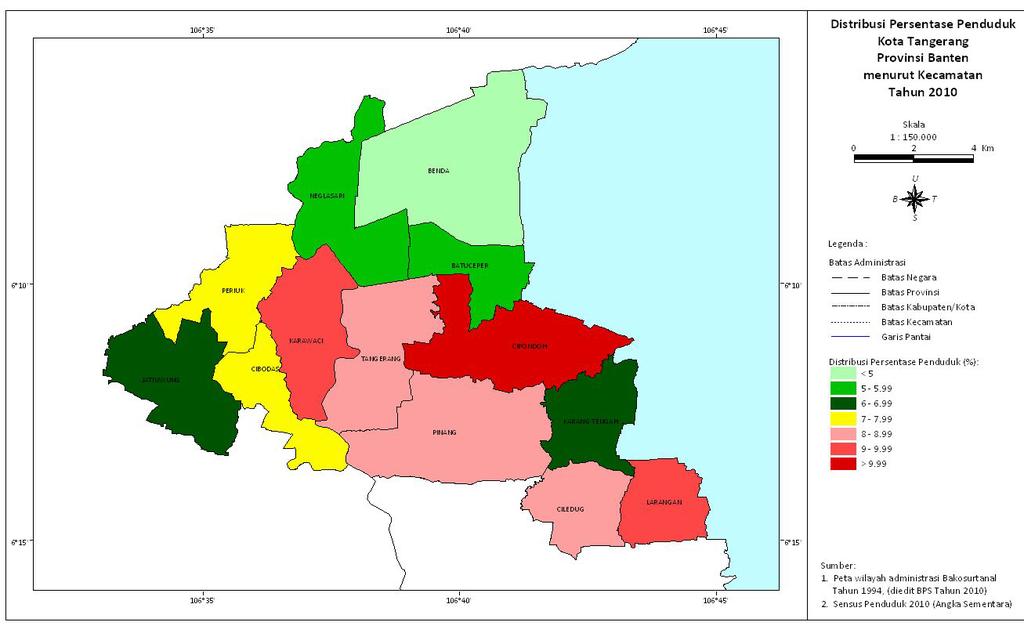 106°35'
106°40'
106°45'
6°10'
6°10'
6°15'
6°15'
106°35'
106°40'
106°45'
BENDA
NEGLASARI
BATUCEPER
PERIUK
KARAWACI
CIPONDOH
TANGERANG
CIBODAS
JATIUWUNG
KARANG TENGAH
PINANG
CILEDUG
LARANGAN
Distribusi Persentase Penduduk
Kota Tangerang
Provinsi Banten
menurut Kecamatan
Tahun 2010
Skala
1 : 150.000
0 2 4 Km
U
B T
S
Legenda :
Batas Administrasi
Batas Negara
Batas Provinsi
Batas Kabupaten/Kota
Batas Kecamatan
Garis Pantai
Distribusi Persentase Penduduk (%):
< 5
5 - 5.99
6 - 6.99
7 - 7.99
8 - 8.99
9 - 9.99
> 9.99
Sumber:
1. Peta wilayah administrasi Bakosurtanal
Tahun 1994, (diedit BPS Tahun 2010)
2. Sensus Penduduk 2010 (Angka Sementara)